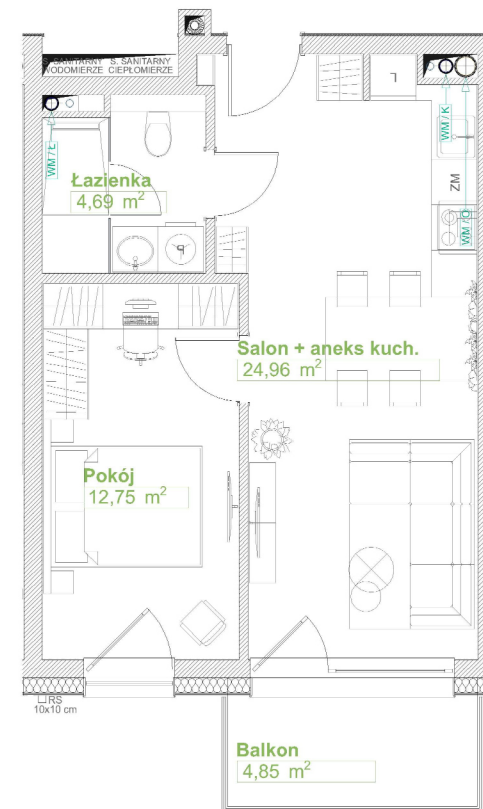 S. SANITARNY S. SANITARNY
WODOMIERZE CIEPŁOMIERZE
L
WM / K
WM / Ł
Łazienka
4,69 m²
ZM
WM / O
P
Salon + aneks kuch.
24,96 m²
Pokój
12,75 m²
RS
10x10 cm
Balkon
4,85 m²